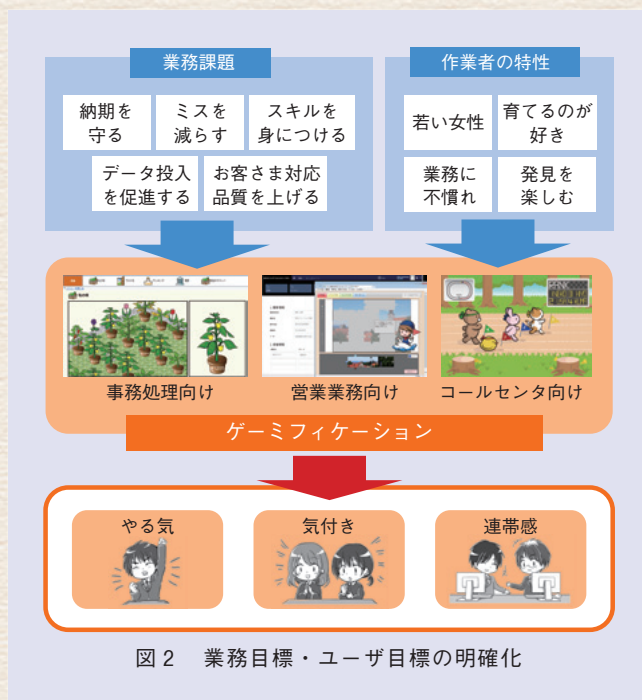 業務課題
作業者の特性
納期を
守る
ミスを
減らす
スキルを
身につける
データ投入
を促進する
お客さま対応
品質を上げる
若い女性
育てるのが
好き
業務に
不慣れ
発見を
楽しむ
事務処理向け
営業業務向け
コールセンタ向け
ゲーミフィケーション
やる気
気付き
連帯感
図2 業務目標・ユーザ目標の明確化